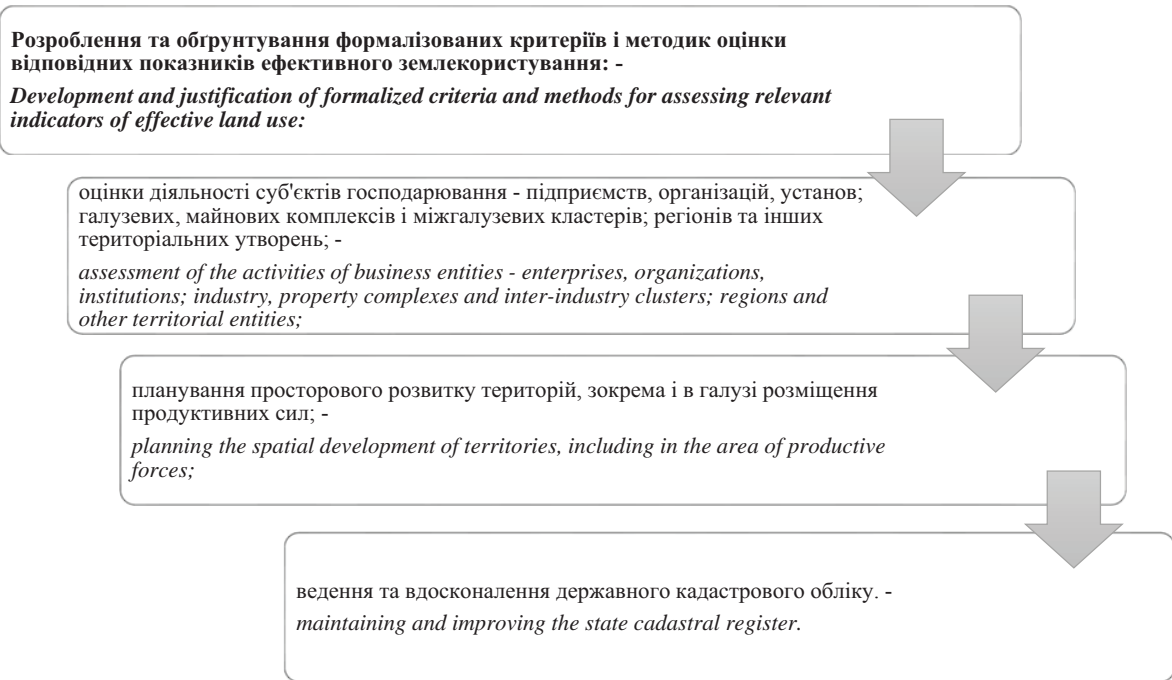 Розроблення та обґрунтування формалізованих критеріїв і методик оцінки
відповідних показників ефективного землекористування: -
Development and justification of formalized criteria and methods for assessing relevant
indicators of effective land use:
оцінки діяльності суб'єктів господарювання - підприємств, організацій, установ;
галузевих, майнових комплексів і міжгалузевих кластерів; регіонів та інших
територіальних утворень; -
assessment of the activities of business entities - enterprises, organizations,
institutions; industry, property complexes and inter-industry clusters; regions and
other territorial entities;
планування просторового розвитку територій, зокрема і в галузі розміщення
продуктивних сил; -
planning the spatial development of territories, including in the area of productive
forces;
ведення та вдосконалення державного кадастрового обліку. -
maintaining and improving the state cadastral register.